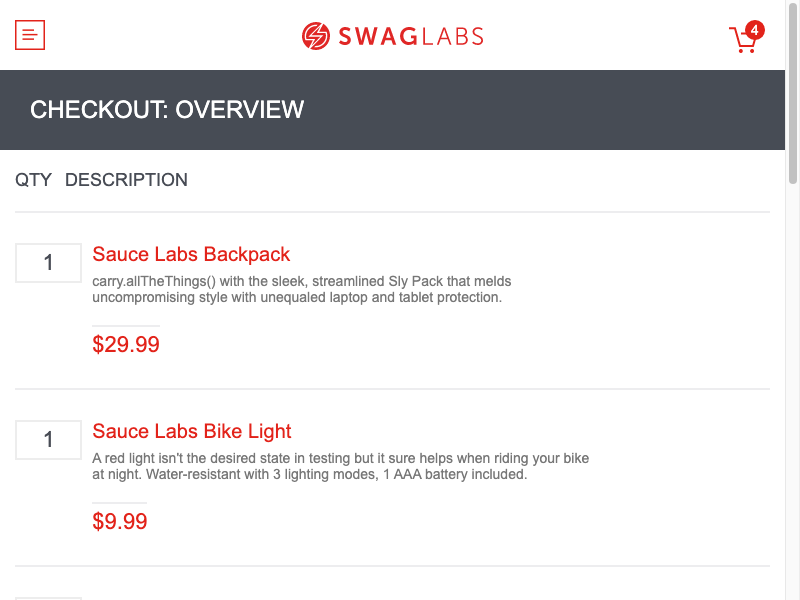 SWAGLABS
4
CHECKOUT: OVERVIEW
QTY DESCRIPTION
1
Sauce Labs Backpack
carry.allTheThings() with the sleek, streamlined Sly Pack that melds
uncompromising style with unequaled laptop and tablet protection.
$29.99
1
Sauce Labs Bike Light
A red light isn't the desired state in testing but it sure helps when riding your bike
at night. Water-resistant with 3 lighting modes, 1 AAA battery included.
$9.99